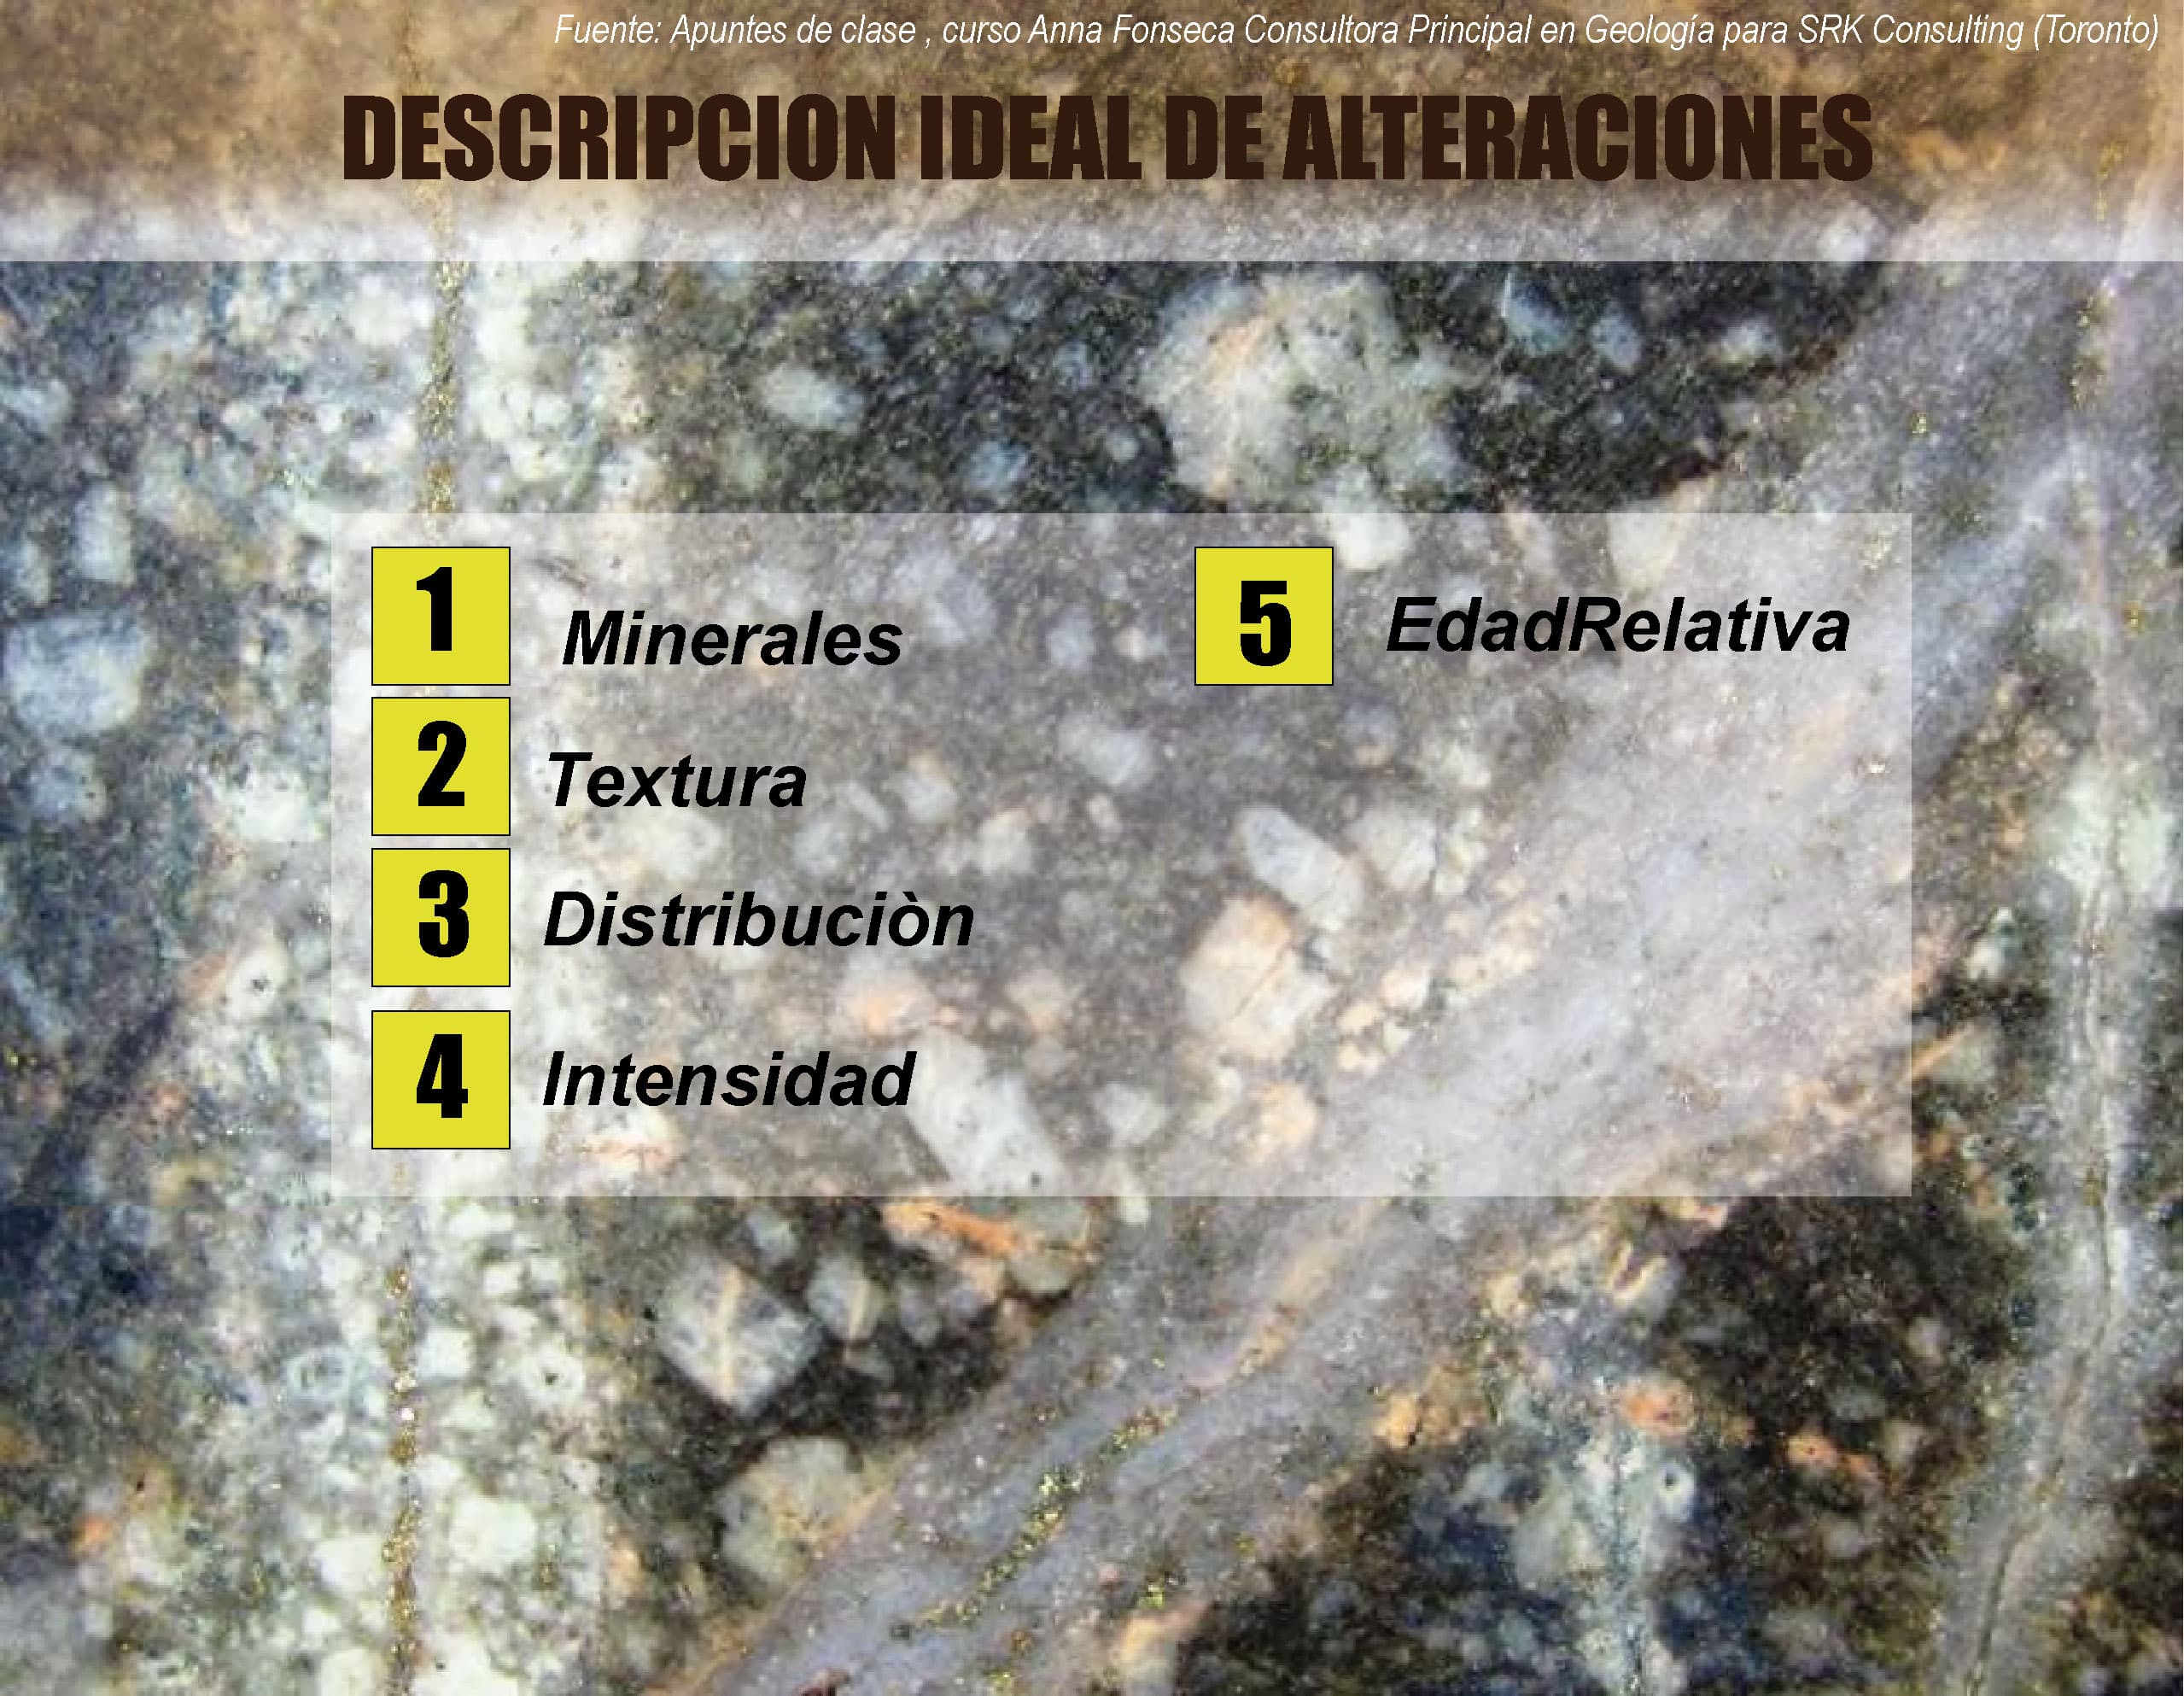 Fuente: Apuntes de clase , curso Anna Fonseca Consultora Principal en Geología para SRK Consulting (Toronto)
DESCRIPCION IDEAL DE ALTERACIONES
1 Minerales
2 Textura
3 Distribuciòn
4 Intensidad
5 EdadRelativa